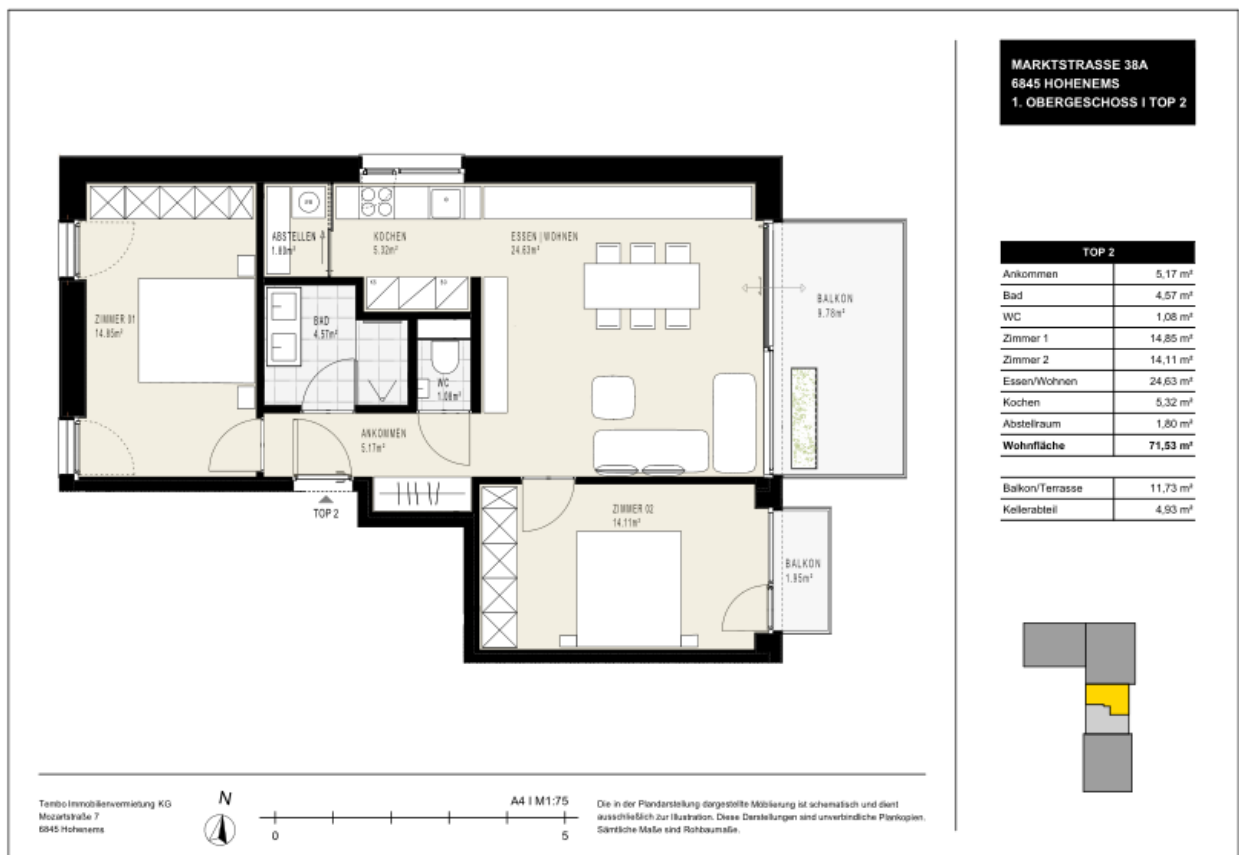 MARKTSTRASSE 38A
6845 HOHENEMS
1. OBERGESCHOSS I TOP 2
ABSTELLEN
1.80m²
KOCHEN
5.32m²
ESSEN | WOHNEN
24.63m²
BALKON
9.78m²
ZIMMER 01
14.85m²
BAD
4.57m²
WC
1.08m²
ANKOMMEN
5.17m²
TOP 2
ZIMMER 02
14.11m²
BALKON
1.95m²
TOP 2
Ankommen 5,17 m²
Bad 4,57 m²
WC 1,08 m²
Zimmer 1 14,85 m²
Zimmer 2 14,11 m²
Essen/Wohnen 24,63 m²
Kochen 5,32 m²
Abstellraum 1,80 m²
Wohnfläche 71,53 m²
Balkon/Terrasse 11,73 m²
Kellerabteil 4,93 m²
Tembo Immobilienvermietung KG
Mozartstraße 7
6845 Hohenems
N
A4 I M1:75
0 5
Die in der Plandarstellung dargestellte Möblierung ist schematisch und dient
ausschließlich zur Illustration. Diese Darstellungen sind unverbindliche Plankopien.
Sämtliche Maße sind Rohbaumaße.